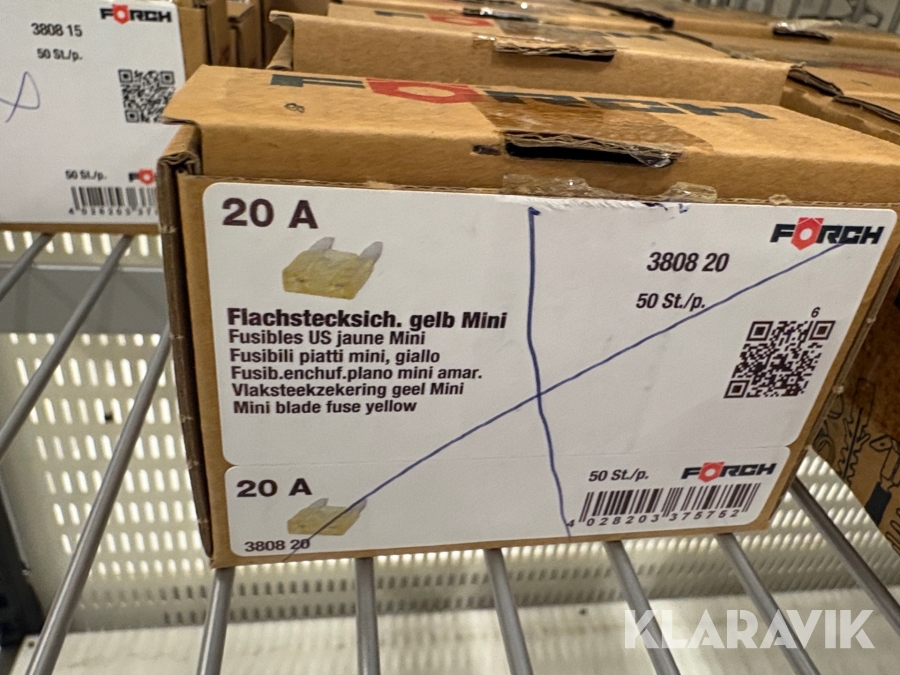 FÖRCH
3808 15
50 St./p.
50 St./p.
FÖRCH
20 A
FÖRCH
3808 20
50 St./p.
6
Flachstecksich. gelb Mini
Fusibles US jaune Mini
Fusibili piatti mini, giallo
Fusib.enchuf.plano mini amar.
Vlaksteekzekering geel Mini
Mini blade fuse yellow
20 A
50 St./p.
FÖRCH
3808 20
4 028203 375752
KLARAVIK